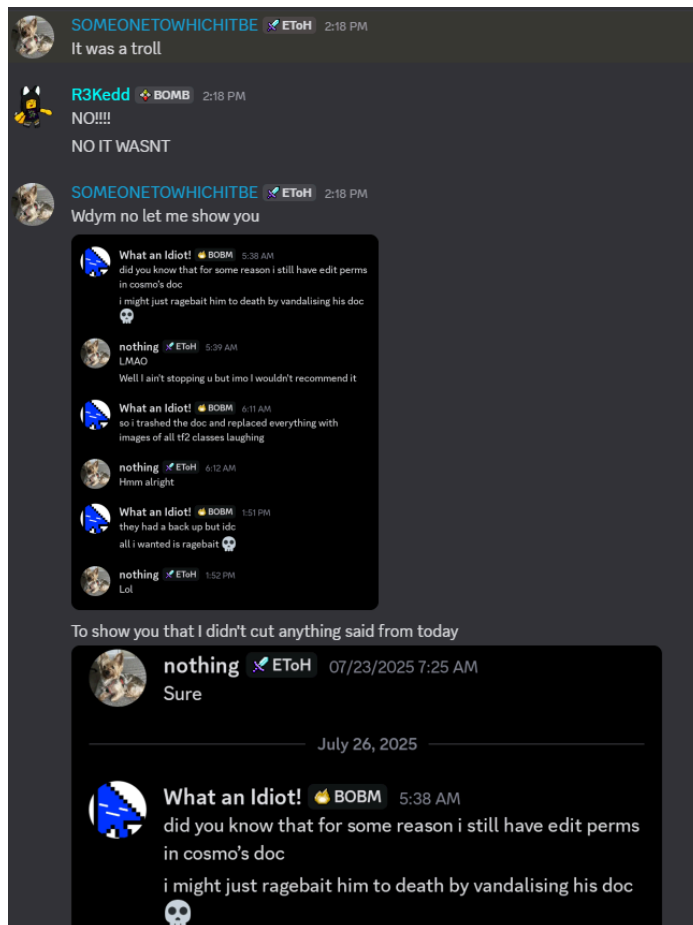 SOMEONETOWHICHITBE EToH 2:18 PM
It was a troll
R3Kedd BOMB 2:18 PM
NO!!!!
NO IT WASNT
SOMEONETOWHICHITBE EToH 2:18 PM
Wdym no let me show you
What an Idiot! BOBM 5:38 AM
did you know that for some reason i still have edit perms
in cosmo's doc
i might just ragebait him to death by vandalising his doc
💀
nothing EToH 5:39 AM
LMAO
Well I ain't stopping u but imo I wouldn't recommend it
What an Idiot! BOBM 6:11 AM
so i trashed the doc and replaced everything with
images of all tf2 classes laughing
nothing EToH 6:12 AM
Hmm alright
What an Idiot! BOBM 1:51 PM
they had a back up but idc
all i wanted is ragebait 💀
nothing EToH 1:52 PM
Lol
To show you that I didn't cut anything said from today
nothing EToH 07/23/2025 7:25 AM
Sure
July 26, 2025
What an Idiot! BOBM 5:38 AM
did you know that for some reason i still have edit perms
in cosmo's doc
i might just ragebait him to death by vandalising his doc
💀